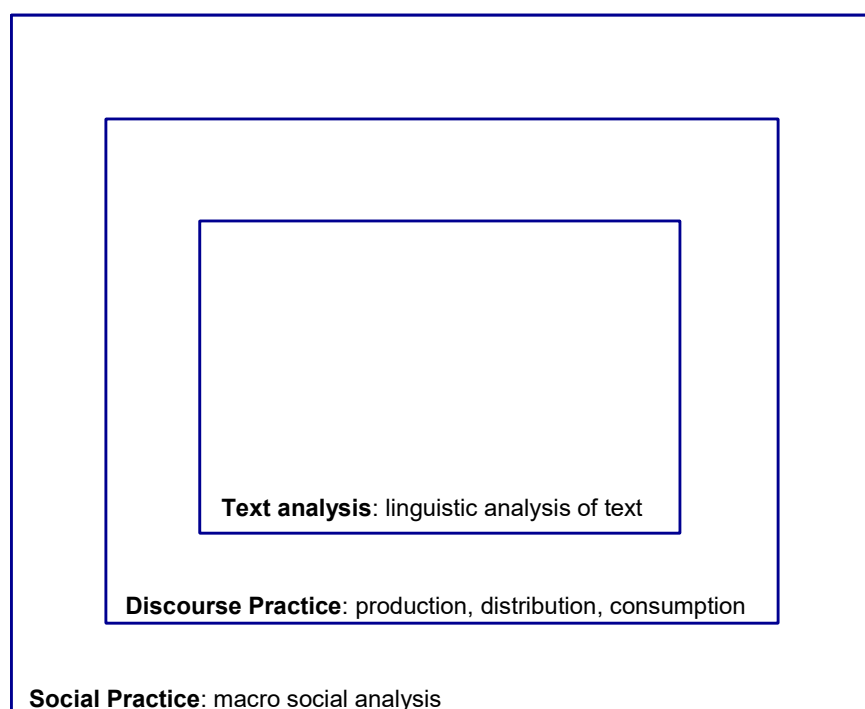 Text analysis: linguistic analysis of text
Discourse Practice: production, distribution, consumption
Social Practice: macro social analysis